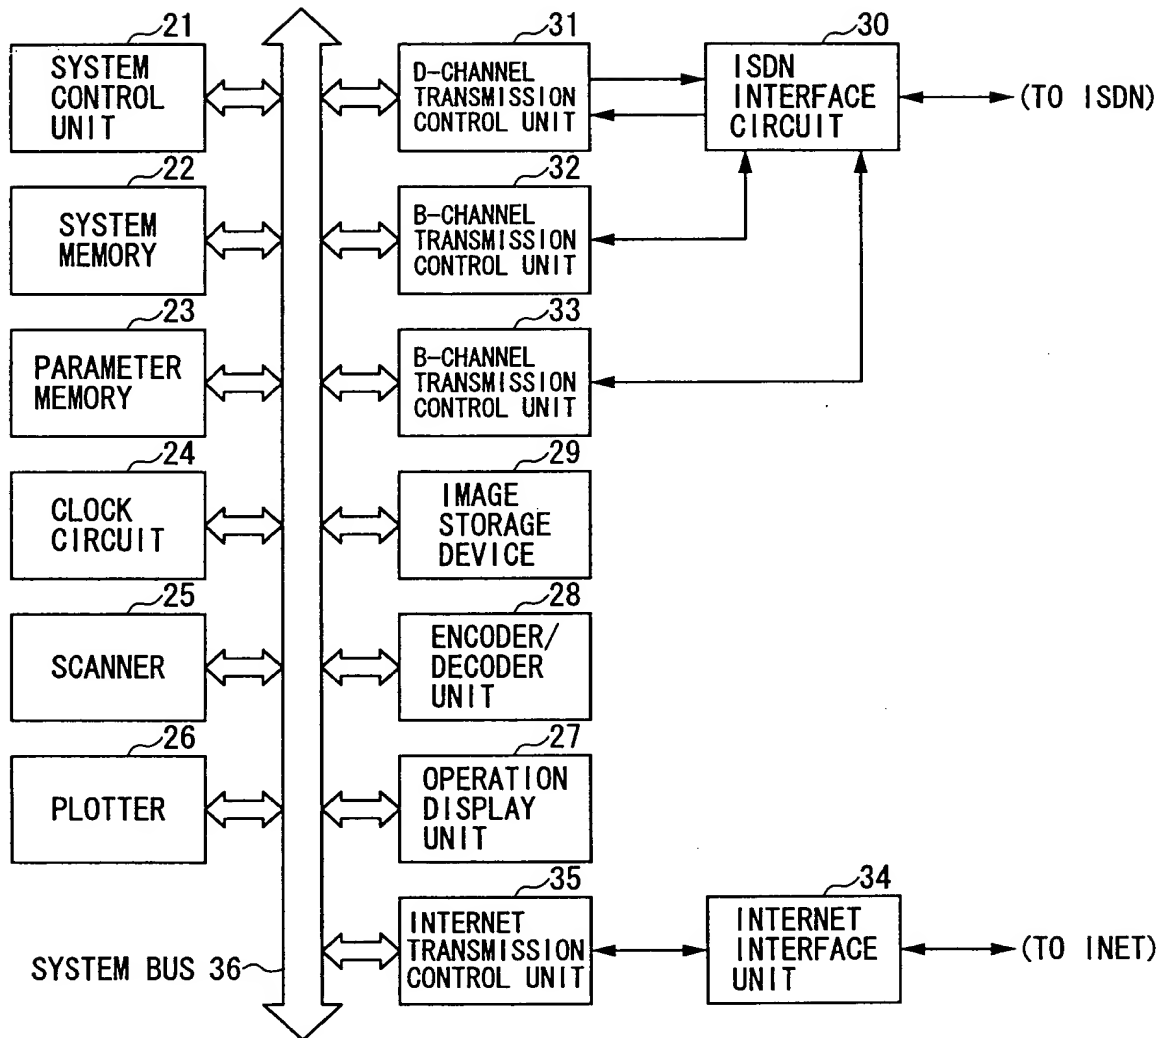 21
SYSTEM
CONTROL
UNIT
22
SYSTEM
MEMORY
23
PARAMETER
MEMORY
24
CLOCK
CIRCUIT
25
SCANNER
26
PLOTTER
SYSTEM BUS 36
31
D-CHANNEL
TRANSMISSION
CONTROL UNIT
32
B-CHANNEL
TRANSMISSION
CONTROL UNIT
33
B-CHANNEL
TRANSMISSION
CONTROL UNIT
29
IMAGE
STORAGE
DEVICE
28
ENCODER/
DECODER
UNIT
27
OPERATION
DISPLAY
UNIT
35
INTERNET
TRANSMISSION
CONTROL UNIT
30
ISDN
INTERFACE
CIRCUIT
(TO ISDN)
34
INTERNET
INTERFACE
UNIT
(TO INET)